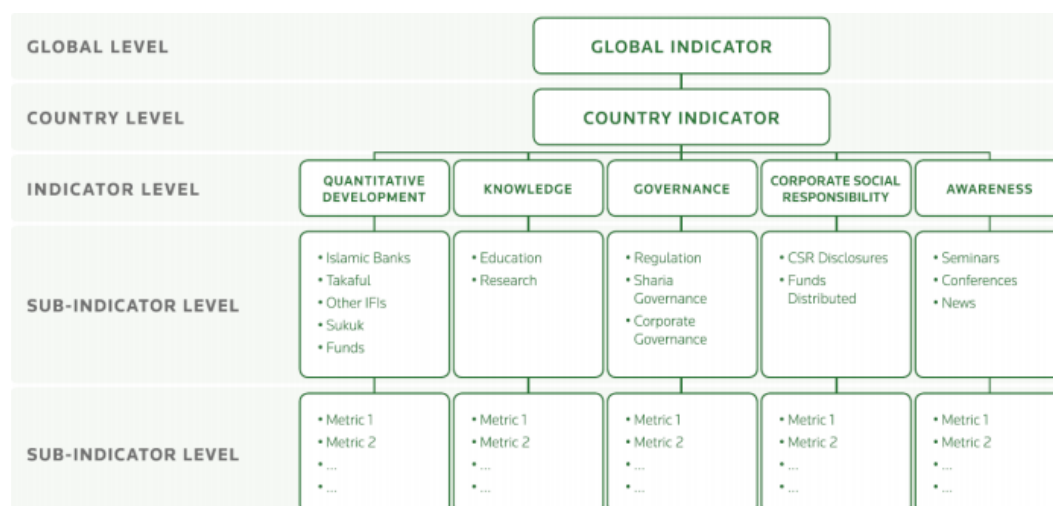 GLOBAL LEVEL
GLOBAL INDICATOR
COUNTRY LEVEL
COUNTRY INDICATOR
INDICATOR LEVEL
QUANTITATIVE
DEVELOPMENT
KNOWLEDGE
GOVERNANCE
CORPORATE SOCIAL
RESPONSIBILITY
AWARENESS
SUB-INDICATOR LEVEL
• Islamic Banks
• Takaful
• Other IFIs
• Sukuk
• Funds
• Education
• Research
• Regulation
• Sharia
Governance
• Corporate
Governance
• CSR Disclosures
• Funds
Distributed
• Seminars
• Conferences
• News
SUB-INDICATOR LEVEL
• Metric 1
• Metric 2
• ...
• ...
• Metric 1
• Metric 2
• ...
• ...
• Metric 1
• Metric 2
• ...
• ...
• Metric 1
• Metric 2
• ...
• ...
• Metric 1
• Metric 2
• ...
• ...